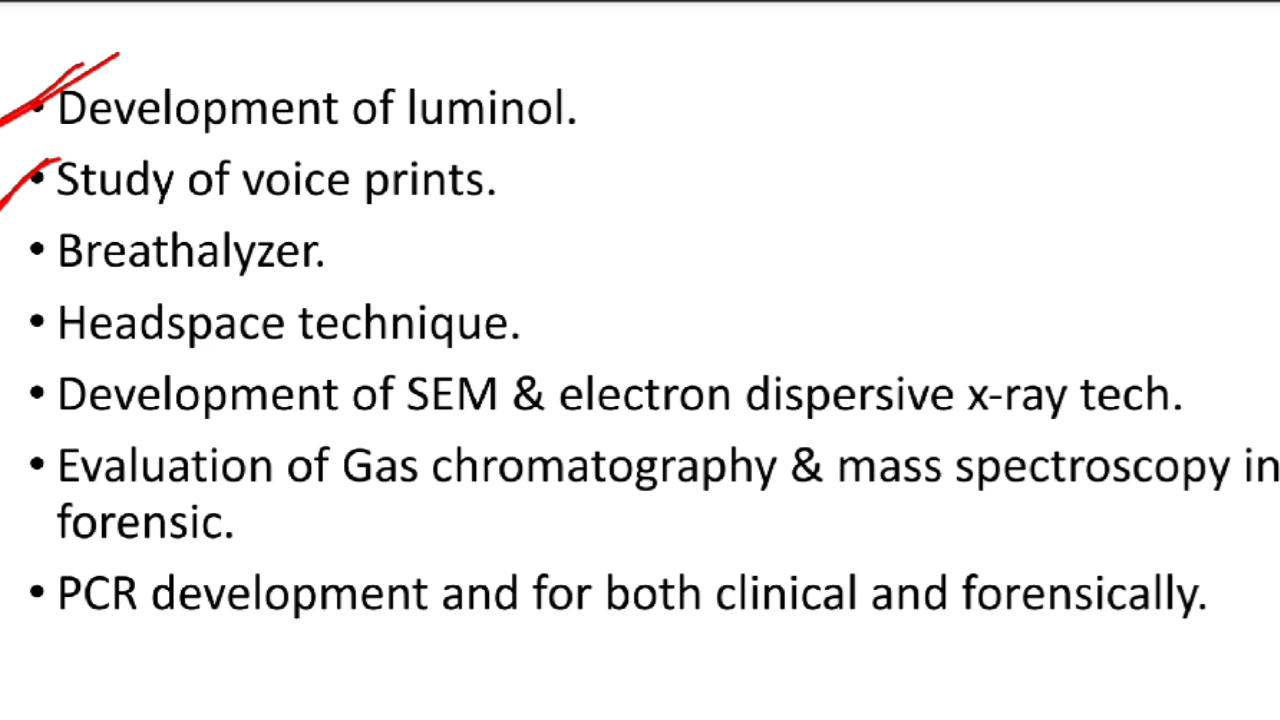 • Development of luminol.
• Study of voice prints.
• Breathalyzer.
• Headspace technique.
• Development of SEM & electron dispersive x-ray tech.
• Evaluation of Gas chromatography & mass spectroscopy in
forensic.
• PCR development and for both clinical and forensically.